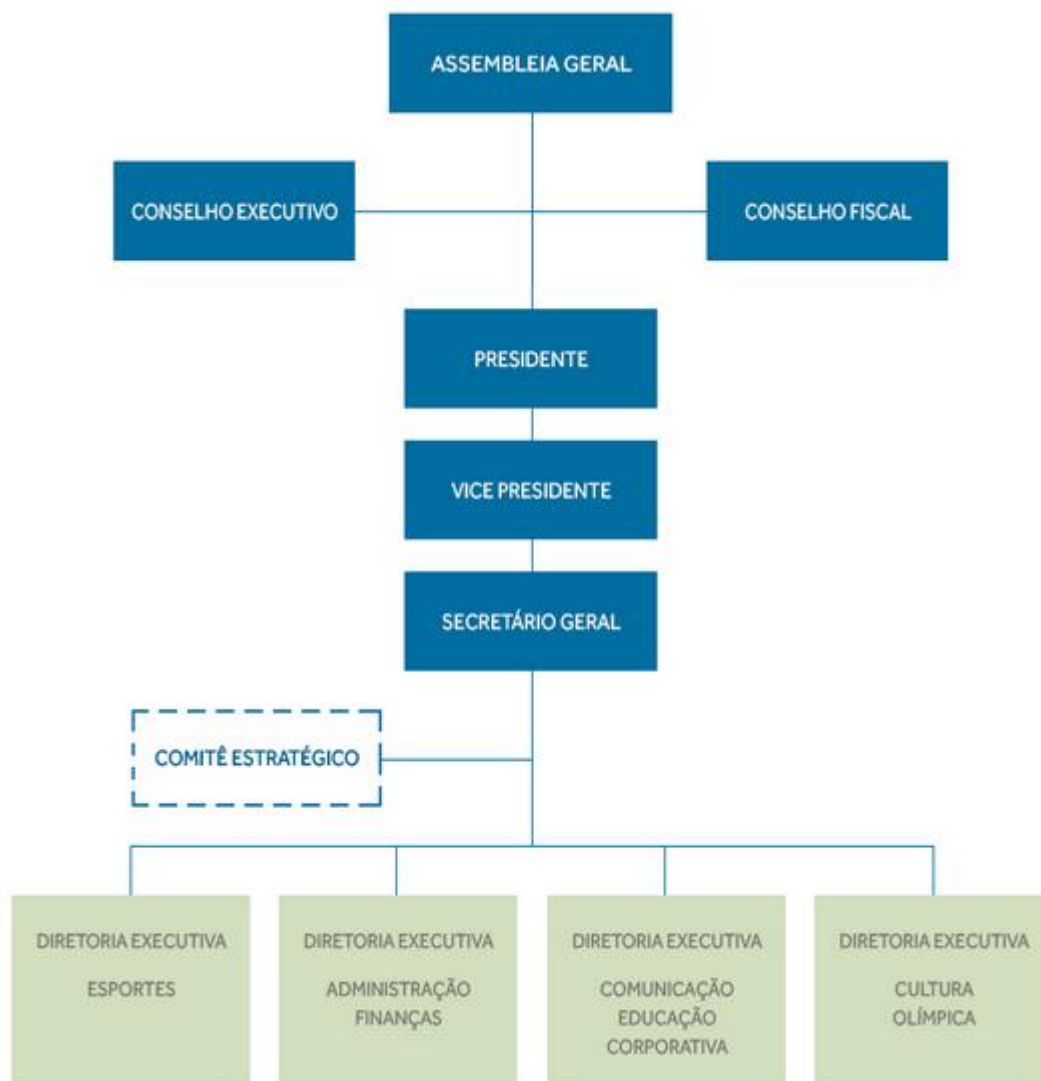 ASSEMBLEIA GERAL
CONSELHO EXECUTIVO
CONSELHO FISCAL
PRESIDENTE
VICE PRESIDENTE
SECRETÁRIO GERAL
COMITÊ ESTRATÉGICO
DIRETORIA EXECUTIVA
ESPORTES
DIRETORIA EXECUTIVA
ADMINISTRAÇÃO
FINANÇAS
DIRETORIA EXECUTIVA
COMUNICAÇÃO
EDUCAÇÃO
CORPORATIVA
DIRETORIA EXECUTIVA
CULTURA
OLÍMPICA